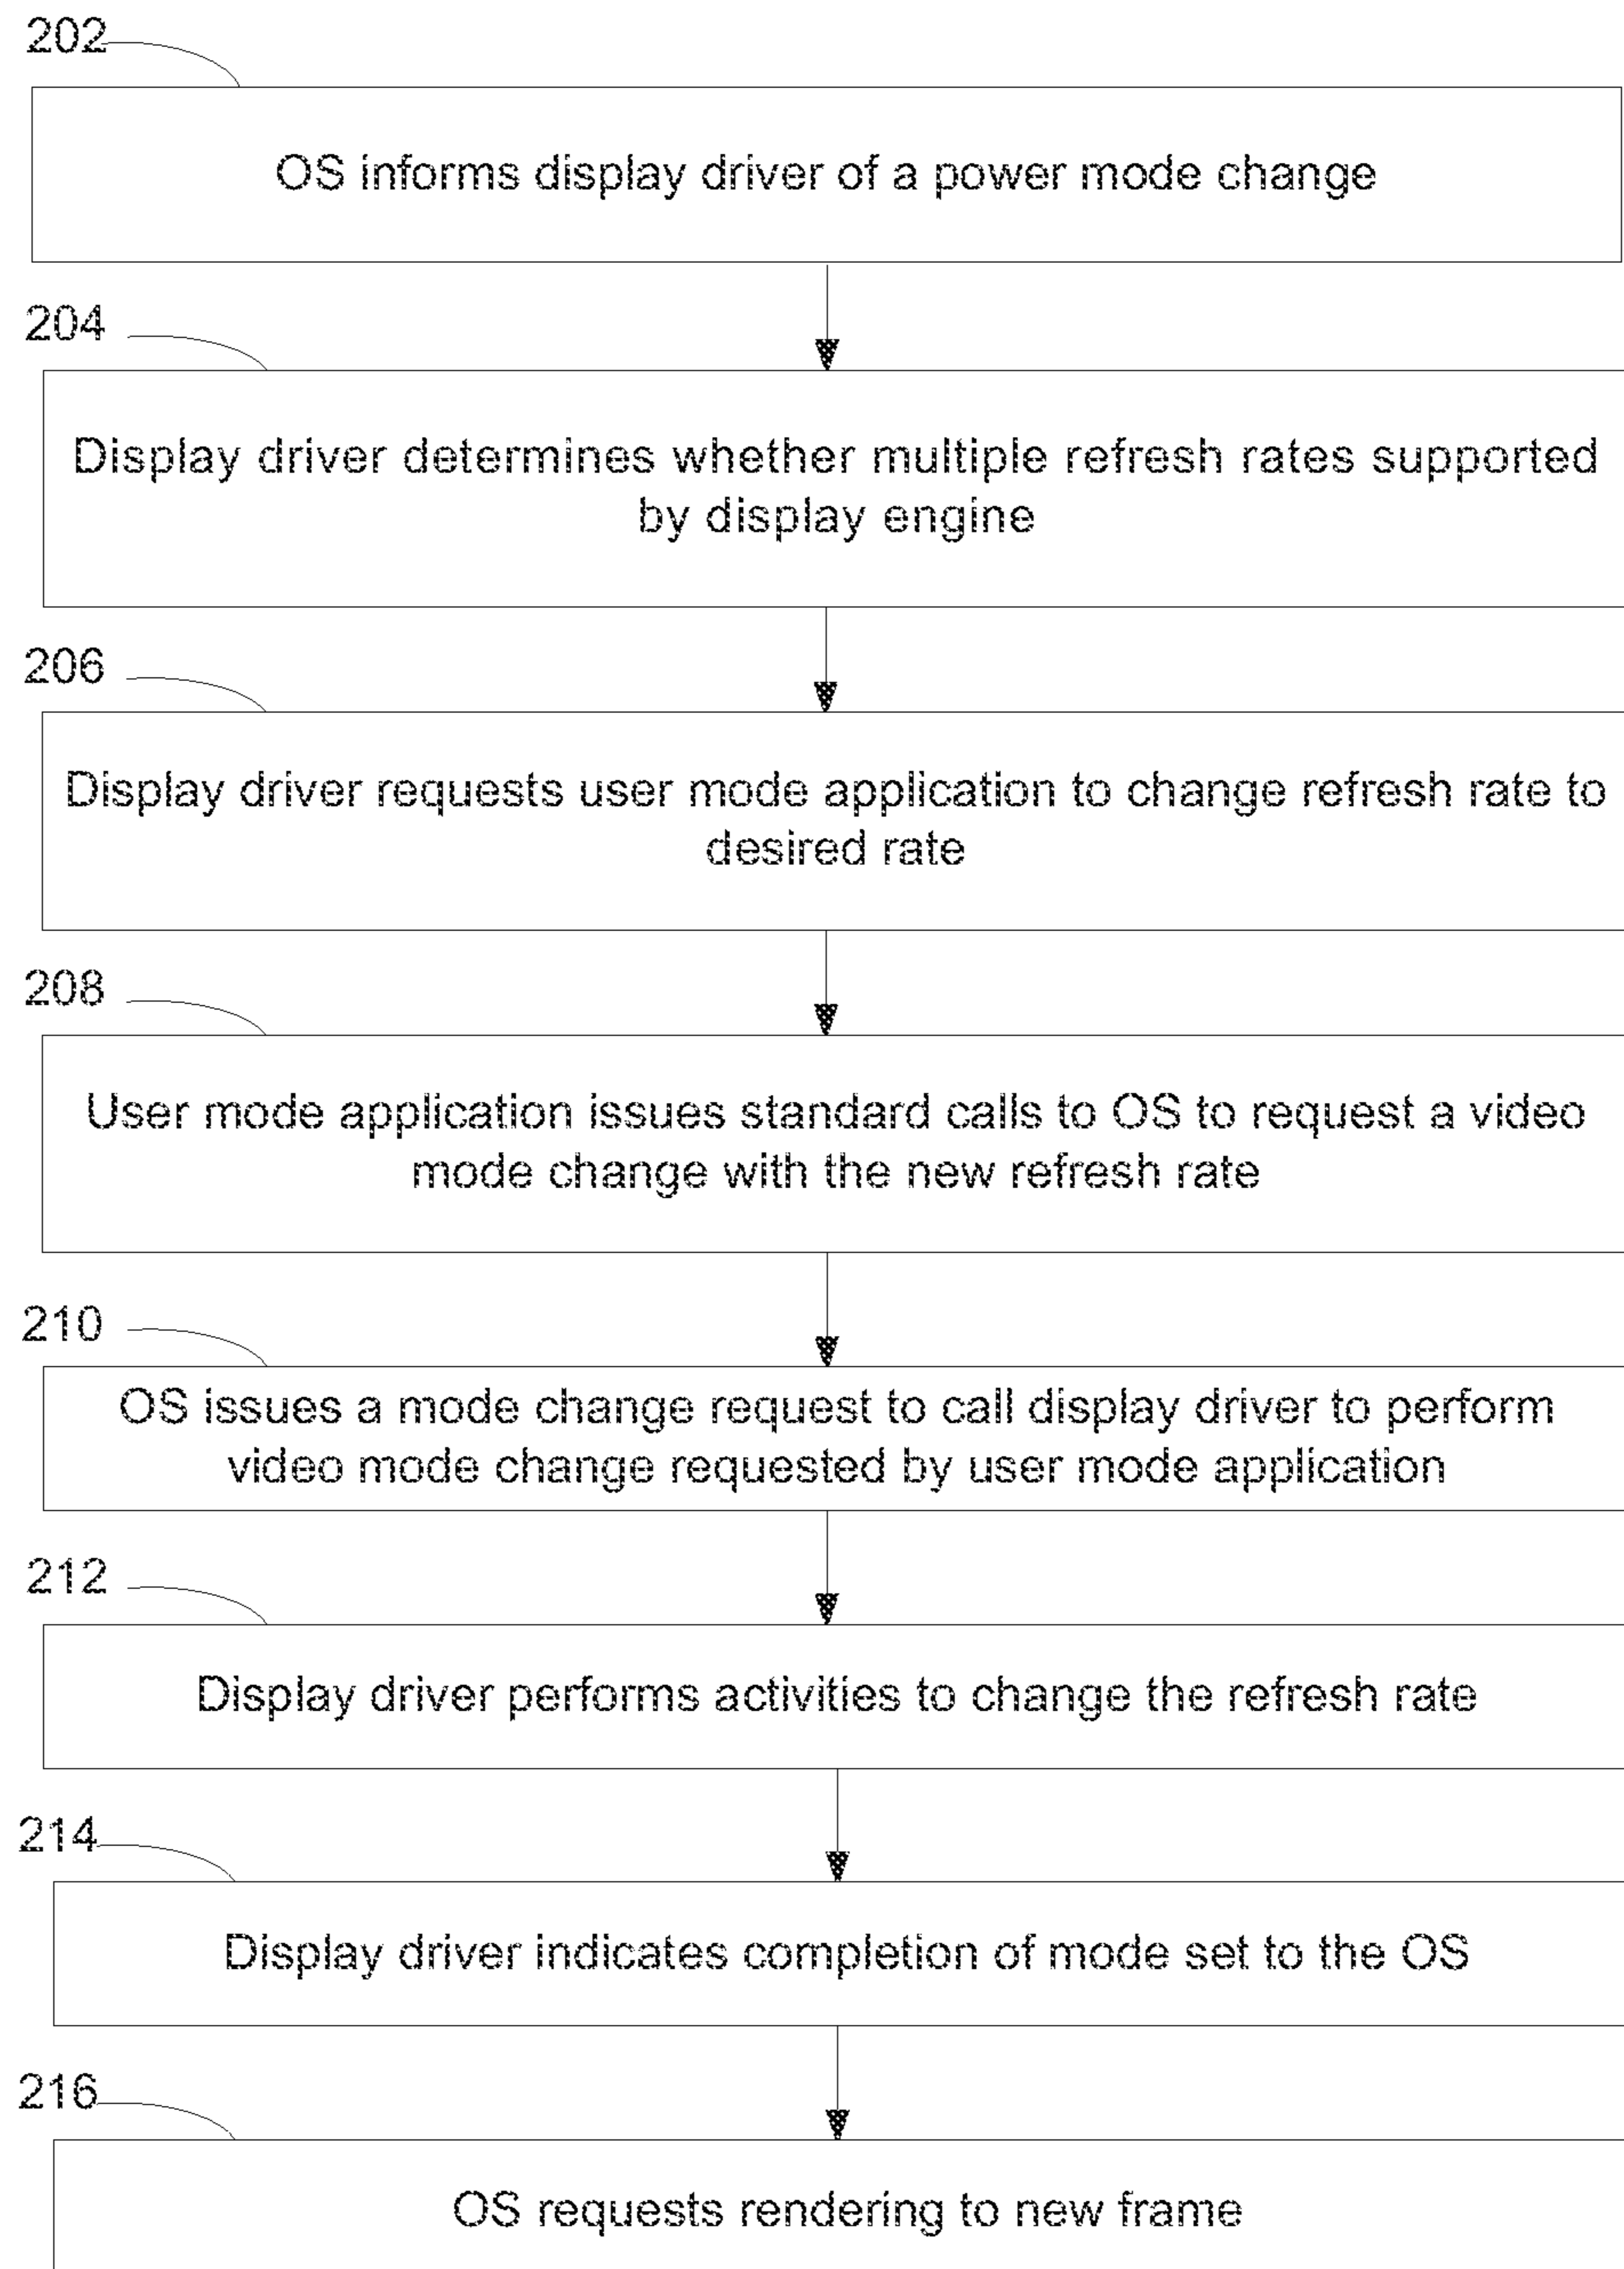 202
OS informs display driver of a power mode change
204
Display driver determines whether multiple refresh rates supported
by display engine
206
Display driver requests user mode application to change refresh rate to
desired rate
208
User mode application issues standard calls to OS to request a video
mode change with the new refresh rate
210
OS issues a mode change request to call display driver to perform
video mode change requested by user mode application
212
Display driver performs activities to change the refresh rate
214
Display driver indicates completion of mode set to the OS
216
OS requests rendering to new frame